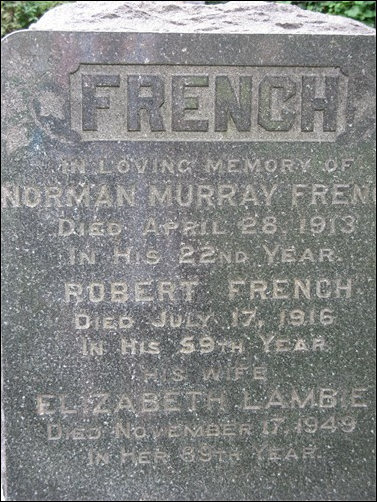 FRENCH
IN LOVING MEMORY OF
NORMAN MURRAY FREN
DIED APRIL 28, 1913
IN HIS 22ND YEAR.
ROBERT FRENCH
DIED JULY 17, 1916
IN HIS 59TH YEAR
HIS WIFE
ELIZABETH LAMBIE
DIED NOVEMBER 17, 1949
IN HER 89TH YEAR.